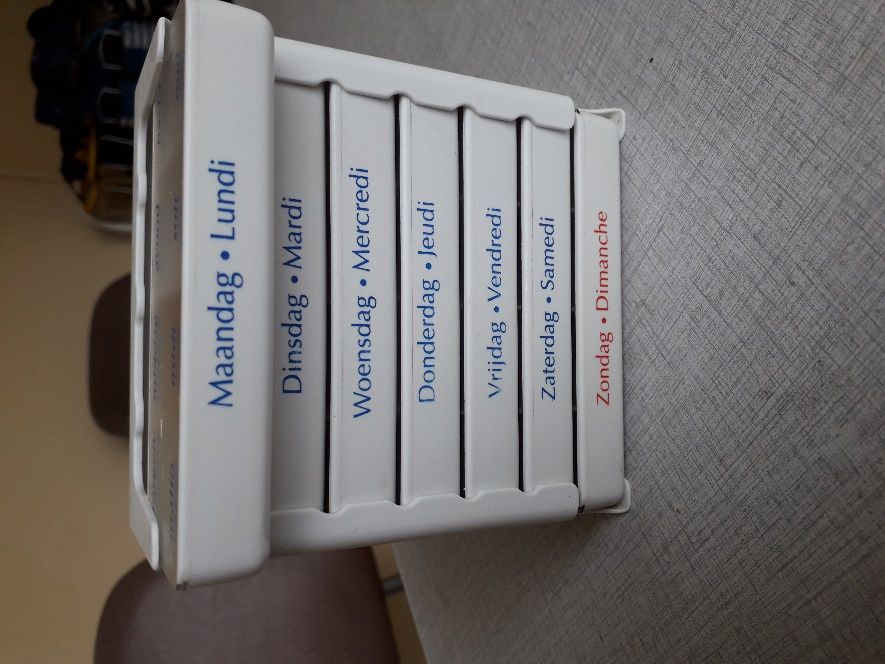 Maandag • Lundi
Dinsdag • Mardi
Woensdag • Mercredi
Donderdag • Jeudi
Vrijdag • Vendredi
Zaterdag • Samedi
Zondag • Dimanche